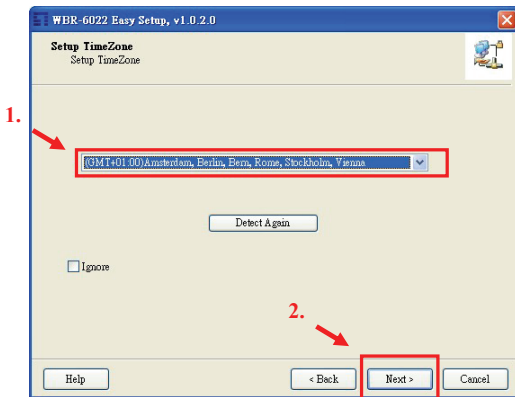 WBR-6022 Easy Setup, v1.0.2.0
Setup TimeZone
Setup TimeZone
1.
(GMT+01:00)Amsterdam, Berlin, Bern, Rome, Stockholm, Vienna
Detect Again
Ignore
2.
Help
< Back
Next >
Cancel